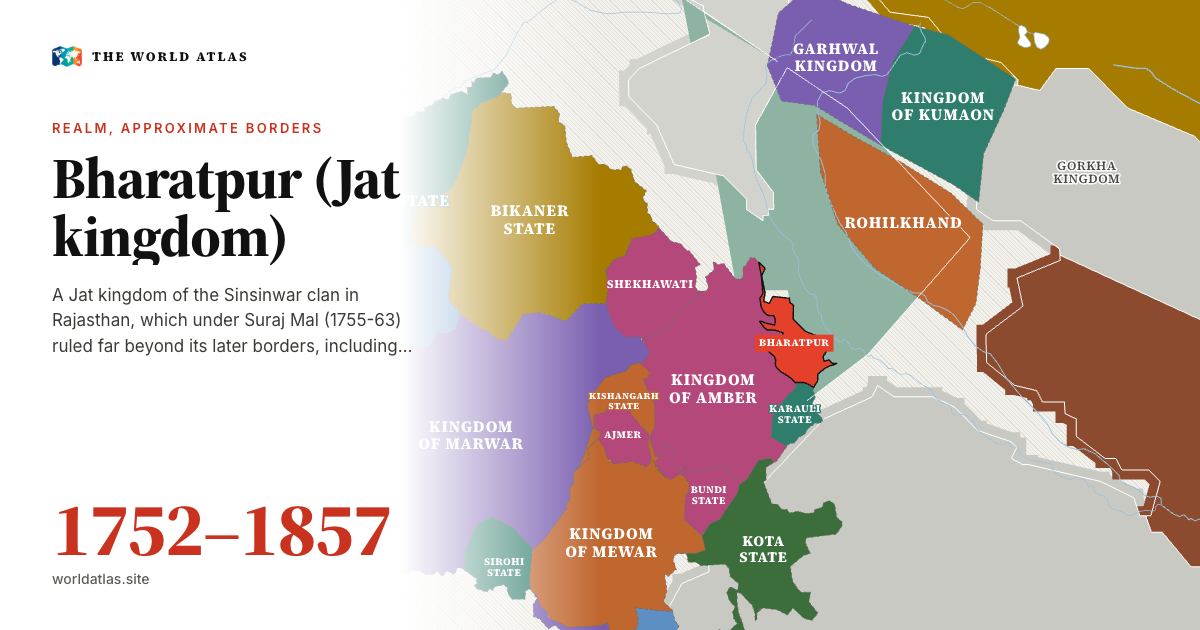 THE WORLD ATLAS
REALM, APPROXIMATE BORDERS
Bharatpur (Jat
kingdom)
A Jat kingdom of the Sinsinwar clan in
Rajasthan, which under Suraj Mal (1755-63)
ruled far beyond its later borders, including...
1752–1857
worldatlas.site
GARHWAL
KINGDOM
KINGDOM
OF KUMAON
GORKHA
KINGDOM
TATE
BIKANER
STATE
ROHILKHAND
SHEKHAWATI
BHARATPUR
KINGDOM
OF AMBER
KISHANGARH
STATE
KARAULI
STATE
AJMER
KINGDOM
OF MARWAR
BUNDI
STATE
KINGDOM
OF MEWAR
KOTA
STATE
SIROHI
STATE